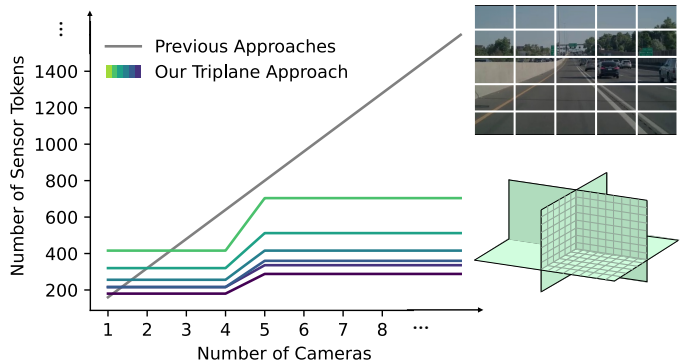 ⋮
Previous Approaches
Our Triplane Approach
Number of Sensor Tokens
1400
1200
1000
800
600
400
200
1 2 3 4 5 6 7 8 ⋯
Number of Cameras